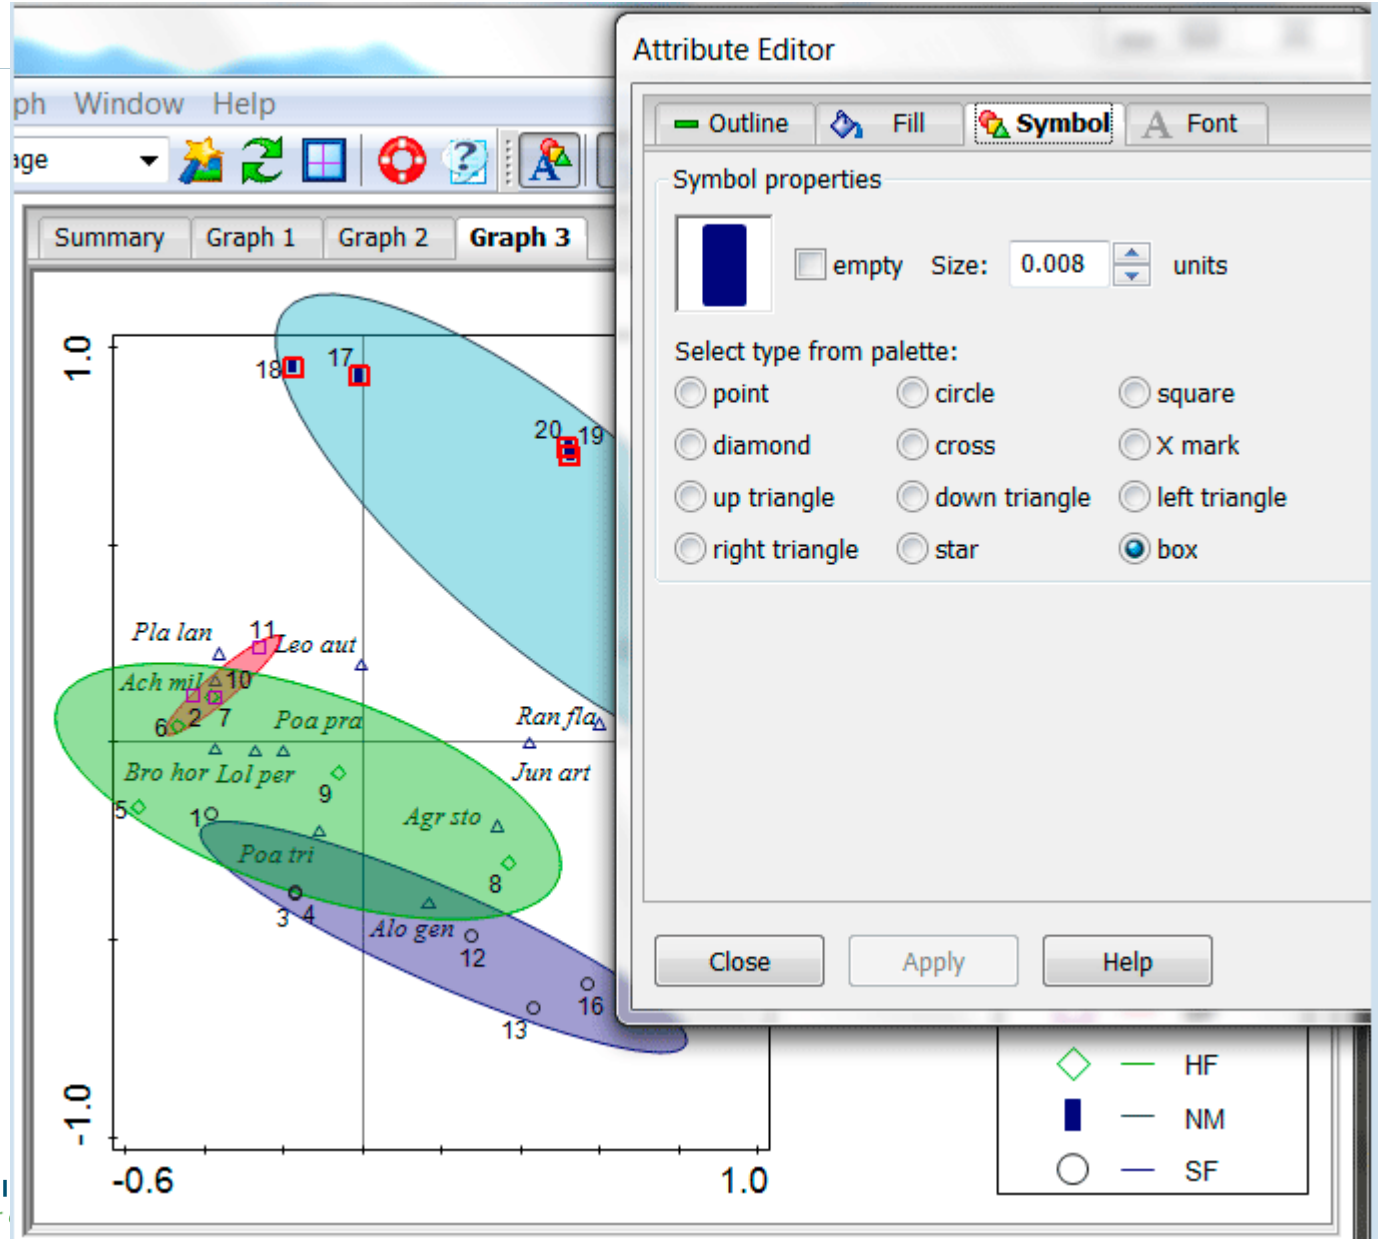 Attribute Editor
ph Window Help
Outline Fill Symbol A Font
age
Symbol properties
empty Size: 0.008 units
Summary Graph 1 Graph 2 Graph 3
Select type from palette:
point circle square
diamond cross X mark
up triangle down triangle left triangle
right triangle star box
1.0
18 17
20 19
Pla lan 11 Leo aut
Ach mil 10
6 2 7 Poa pra Ran fla
Bro hor Lol per Jun art
9
5 1 Agr sto
Poa tri
8
3 4 Alo gen
12
16
13
Close Apply Help
-1.0
HF
NM
SF
-0.6 1.0